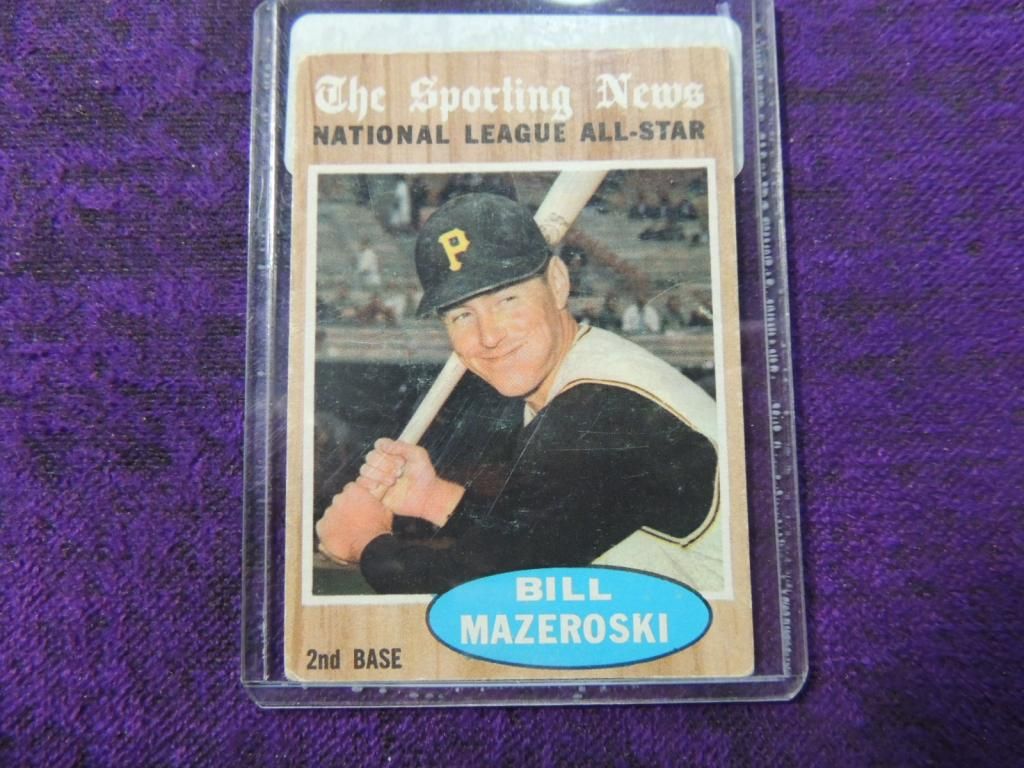 The Sporting News
NATIONAL LEAGUE ALL-STAR
P
BILL
MAZEROSKI
2nd BASE